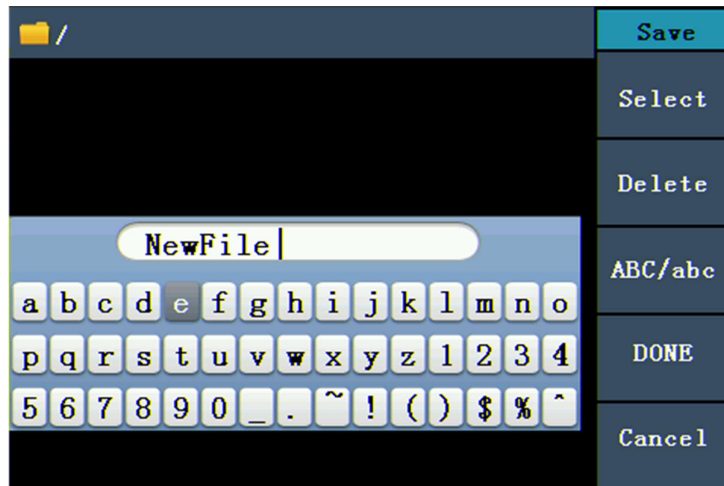 /
Save
Select
Delete
NewFile
ABC/abc
a b c d e f g h i j k l m n o
p q r s t u v w x y z 1 2 3 4
DONE
5 6 7 8 9 0 _ . ~ ! ( ) $ % ^
Cancel